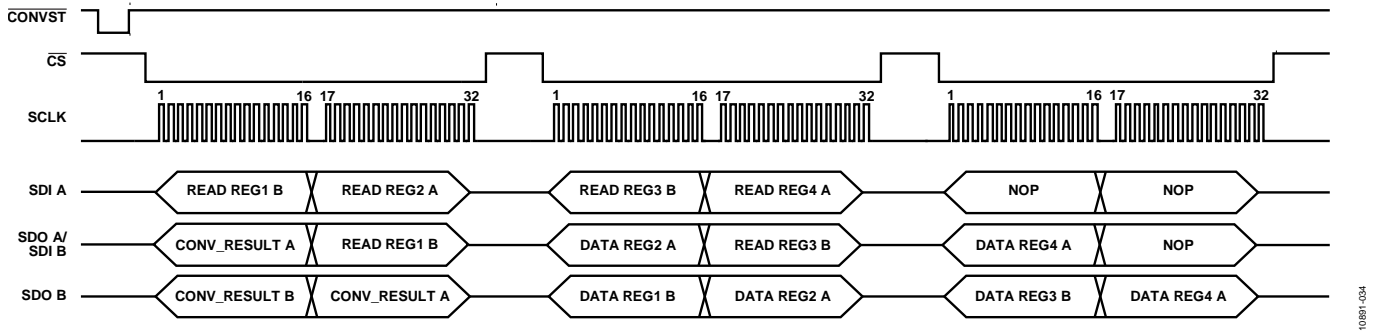 CONVST
CS
1 16 17 32 1 16 17 32 1 16 17 32
SCLK
SDI A READ REG1 B READ REG2 A READ REG3 B READ REG4 A NOP NOP
SDO A/
SDI B CONV_RESULT A READ REG1 B DATA REG2 A READ REG3 B DATA REG4 A NOP
SDO B CONV_RESULT B CONV_RESULT A DATA REG1 B DATA REG2 A DATA REG3 B DATA REG4 A
10891-034